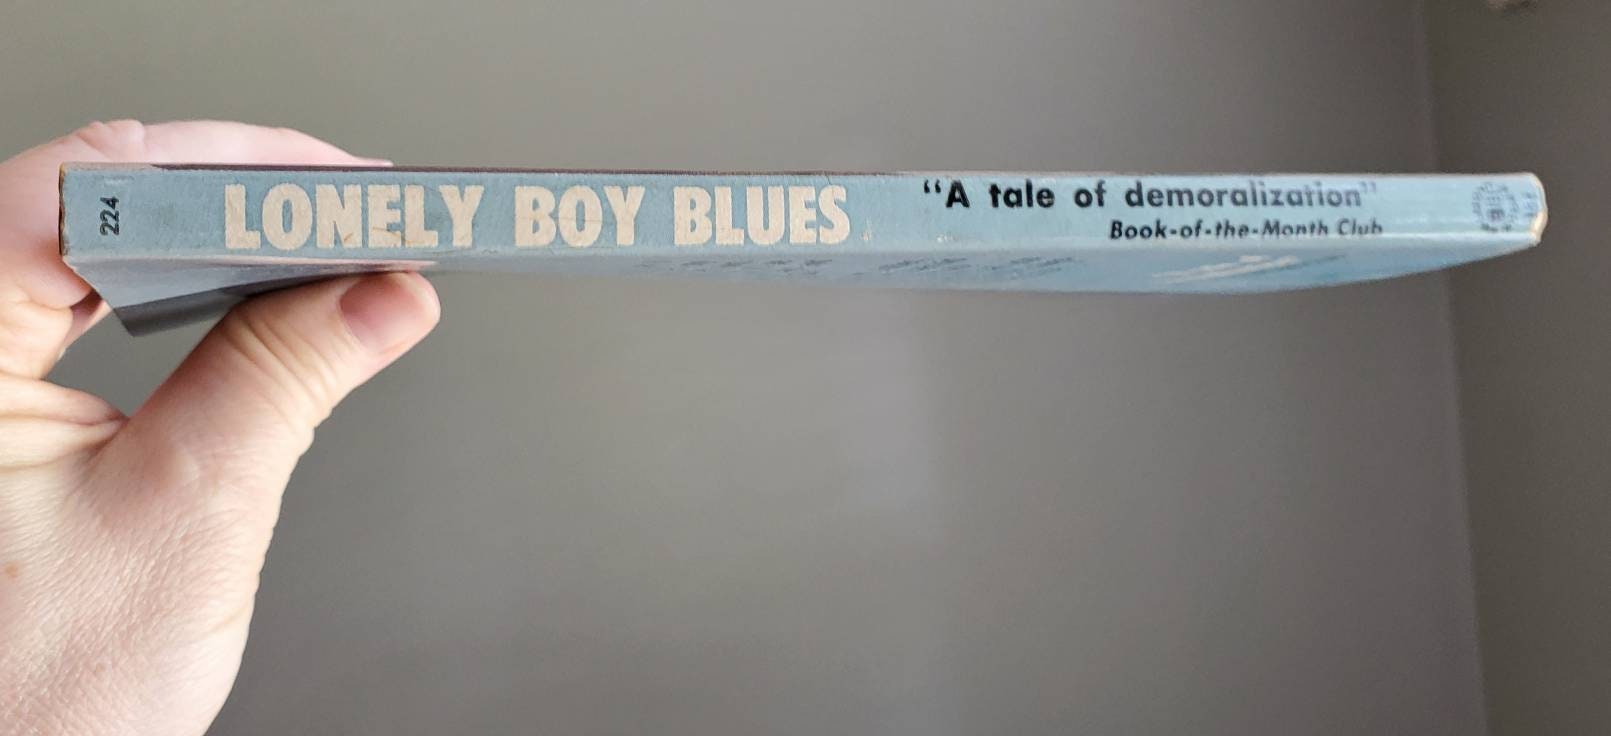 224
LONELY BOY BLUES
"A tale of demoralization"
Book-of-the-Month Club